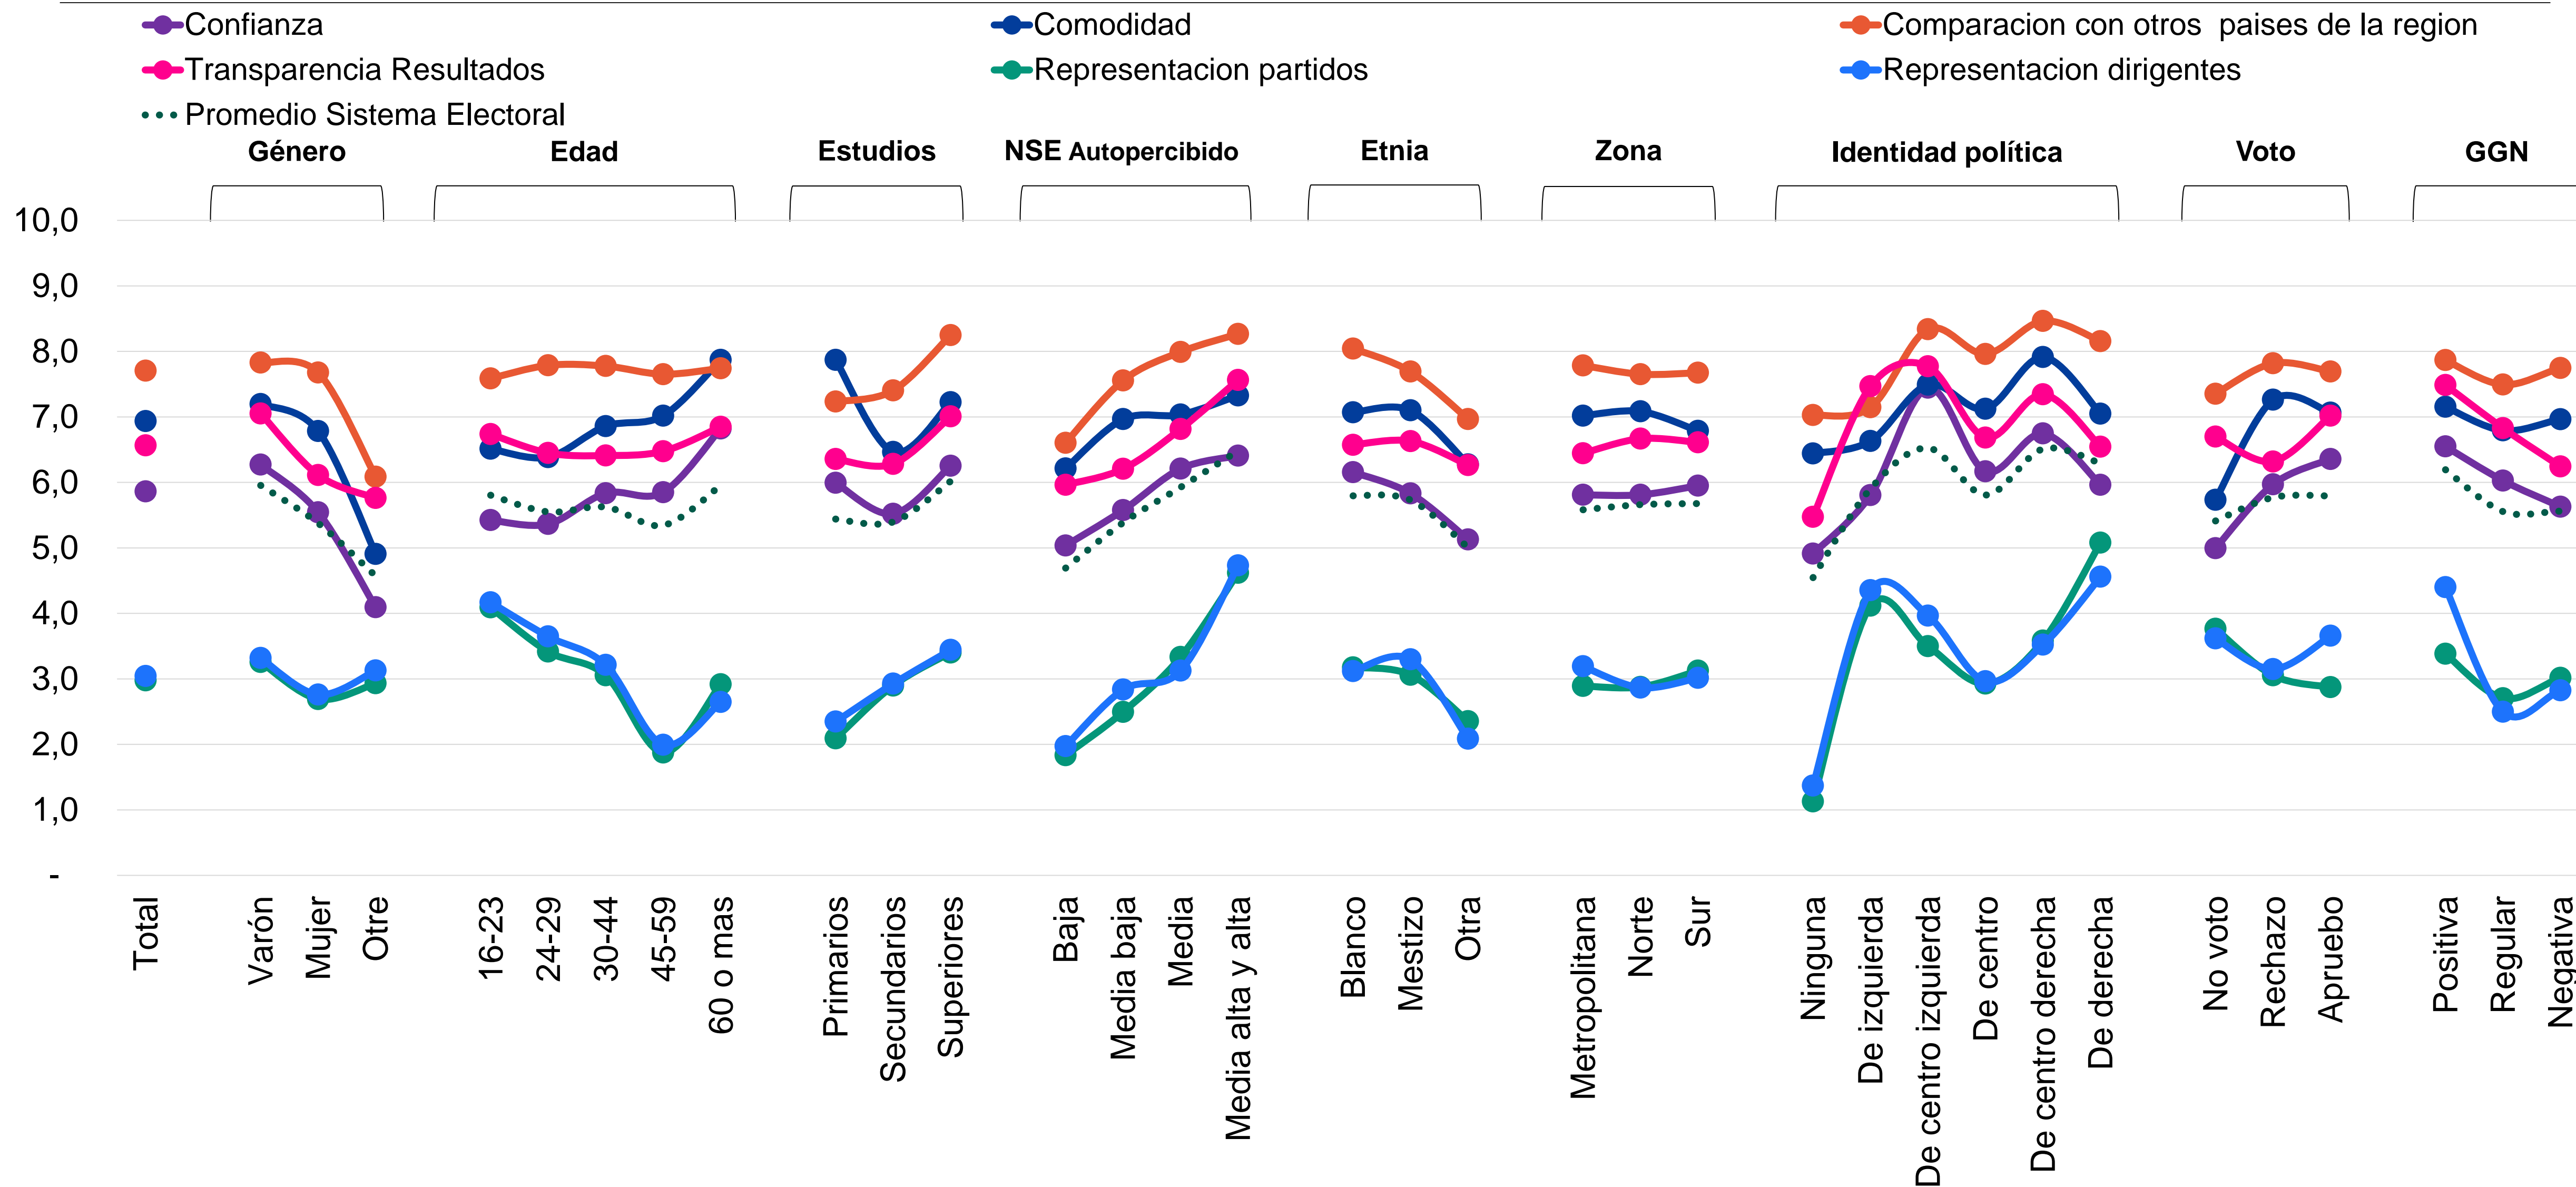 Confianza
Comodidad
Comparacion con otros  paises de la region
Transparencia Resultados
Representacion partidos
Representacion dirigentes
Promedio Sistema Electoral
Género
Edad
Estudios
NSE Autopercibido
Etnia
Zona
Identidad política
Voto
GGN
10,0
9,0
8,0
7,0
6,0
5,0
4,0
3,0
2,0
1,0
-
Total
Varón
Mujer
Otre
16-23
24-29
30-44
45-59
60 o mas
Primarios
Secundarios
Superiores
Baja
Media baja
Media
Media alta y alta
Blanco
Mestizo
Otra
Metropolitana
Norte
Sur
Ninguna
De izquierda
De centro izquierda
De centro
De centro derecha
De derecha
No voto
Rechazo
Apruebo
Positiva
Regular
Negativa